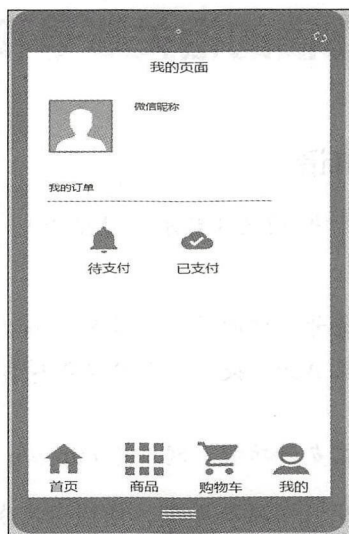 我的页面
微信昵称
我的订单
待支付 已支付
首页 商品 购物车 我的